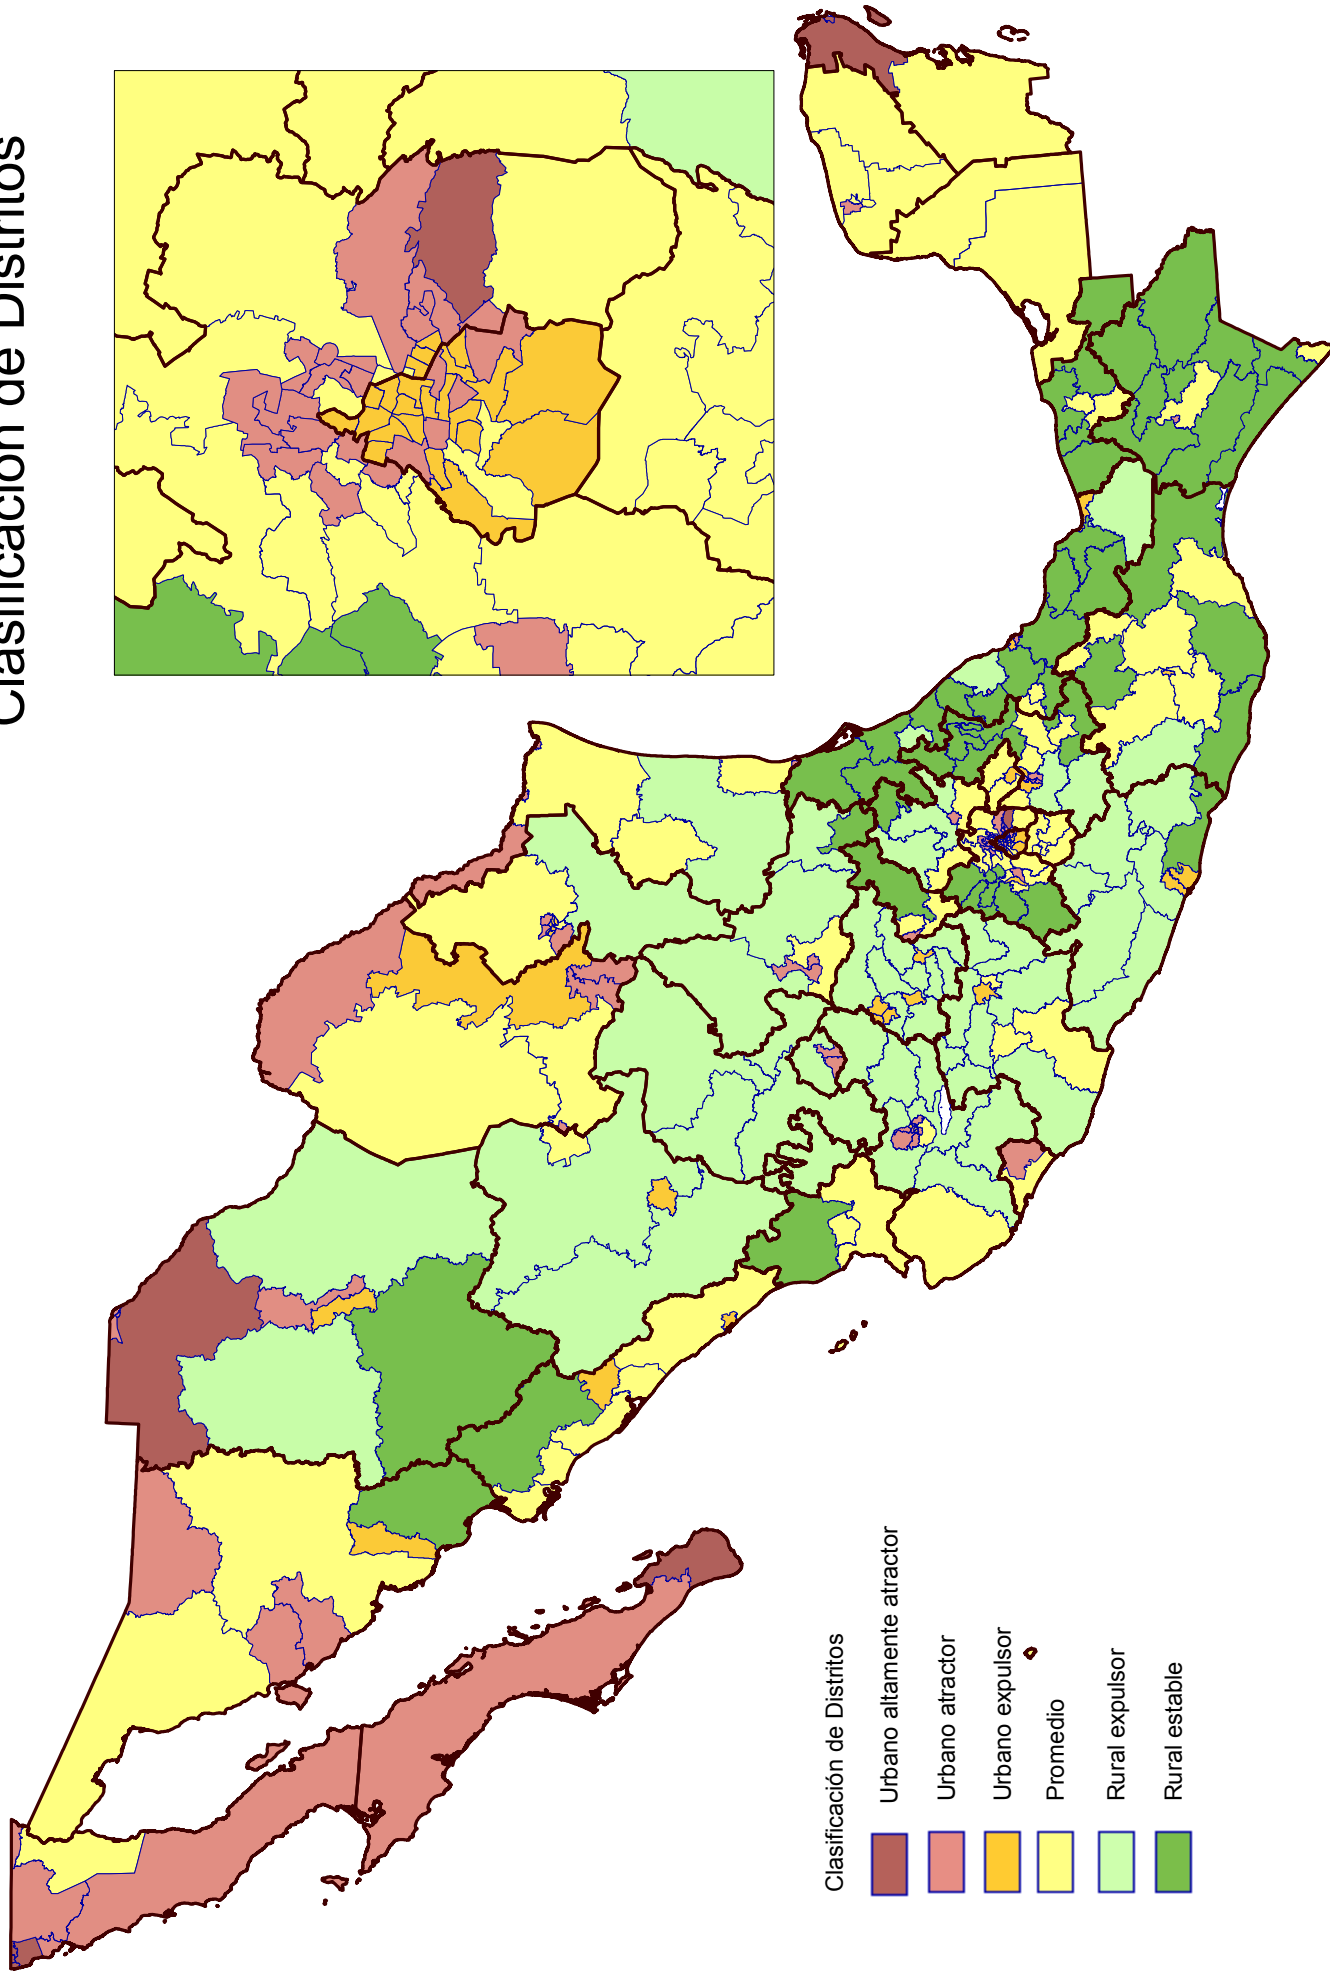 Clasificación de Distritos
Clasificación de Distritos
Urbano altamente atractor
Urbano atractor
Urbano expulsor
Promedio
Rural expulsor
Rural estable